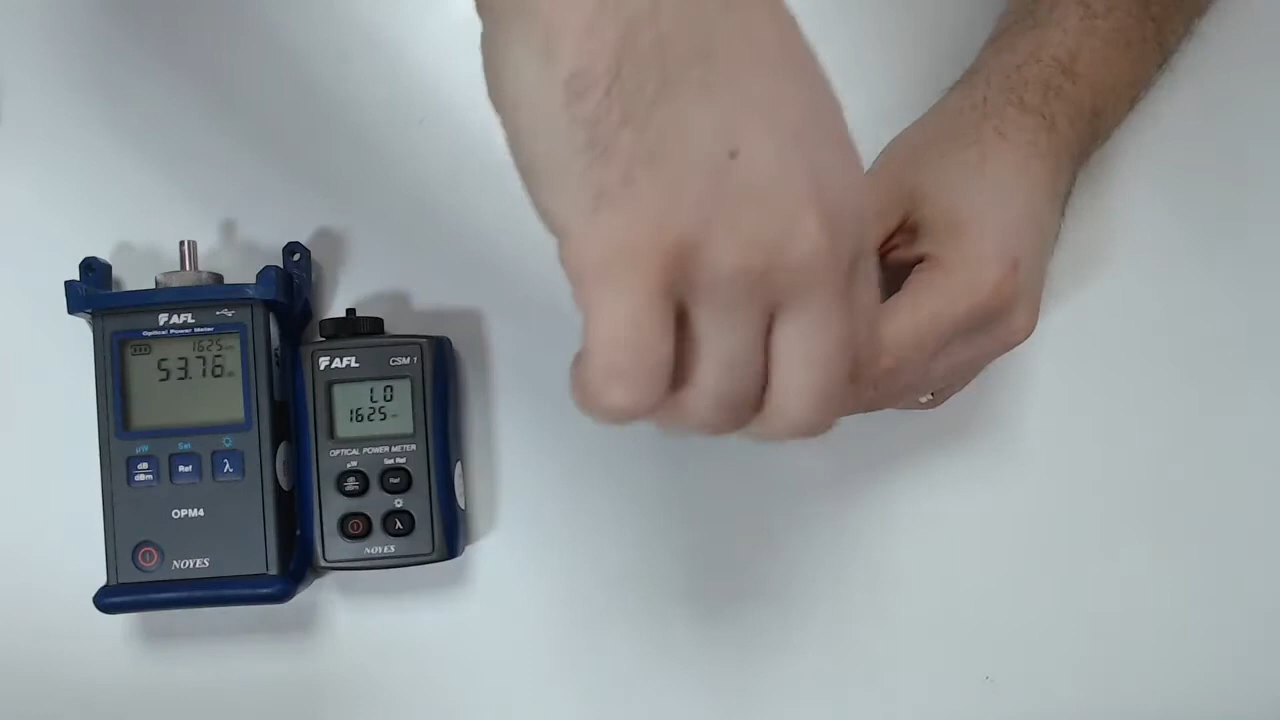 AFL
Optical Power Meter
1625
53.76
µW Sel
dB
dBm
Ref
λ
OPM4
NOYES
AFL CSM 1
LO
1625
OPTICAL POWER METER
µW Set Ref
dB
dBm
Ref
λ
NOYES